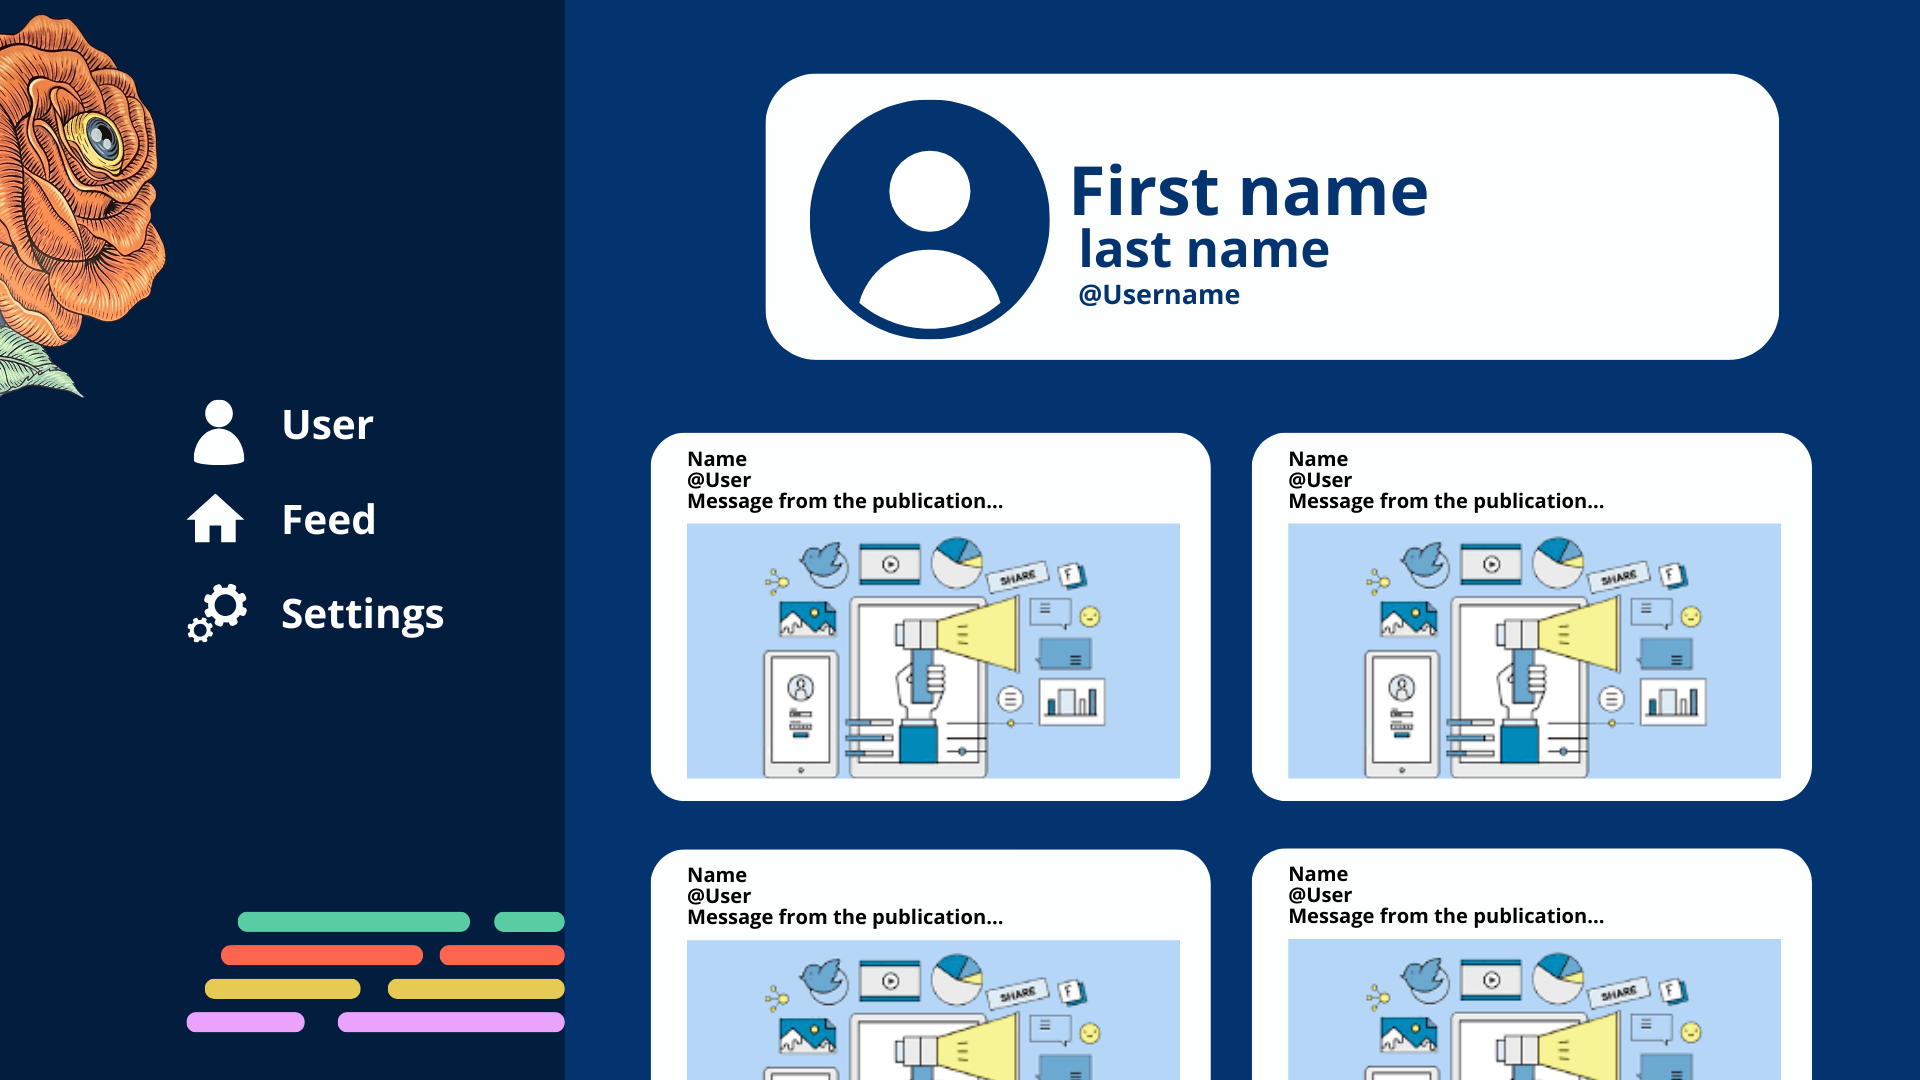 User
Feed
Settings
First name
last name
@Username
Name
@User
Message from the publication...
SHARE
F
Name
@User
Message from the publication...
SHARE
F
Name
@User
Message from the publication...
SHARE
F
Name
@User
Message from the publication...
SHARE
F